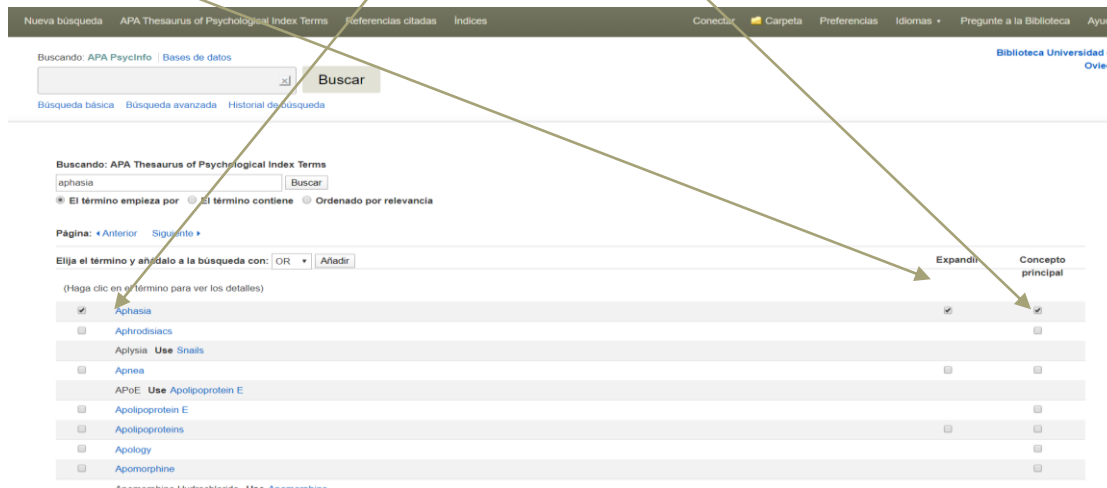 Nueva búsqueda APA Thesaurus of Psychological Index Terms Referencias citadas Índices Conectar Carpeta Preferencias Idiomas Pregunte a la Biblioteca
Buscando: APA PsycInfo Bases de datos
Biblioteca Universidad
Buscar
Búsqueda básica Búsqueda avanzada Historial de búsqueda
Buscando: APA Thesaurus of Psychological Index Terms
aphasia Buscar
El término empieza por El término contiene Ordenado por relevancia
Página: Anterior Siguiente
Elija el término y añádalo a la búsqueda con: OR Añadir Expandir Concepto
principal
(Haga clic en el término para ver los detalles)
Aphasia
Aphrodisiacs
Aplysia Use Snails
Apnea
APoE Use Apolipoprotein E
Apolipoprotein E
Apolipoproteins
Apology
Apomorphine
Apomorphine Hydrochloride Use Apomorphine